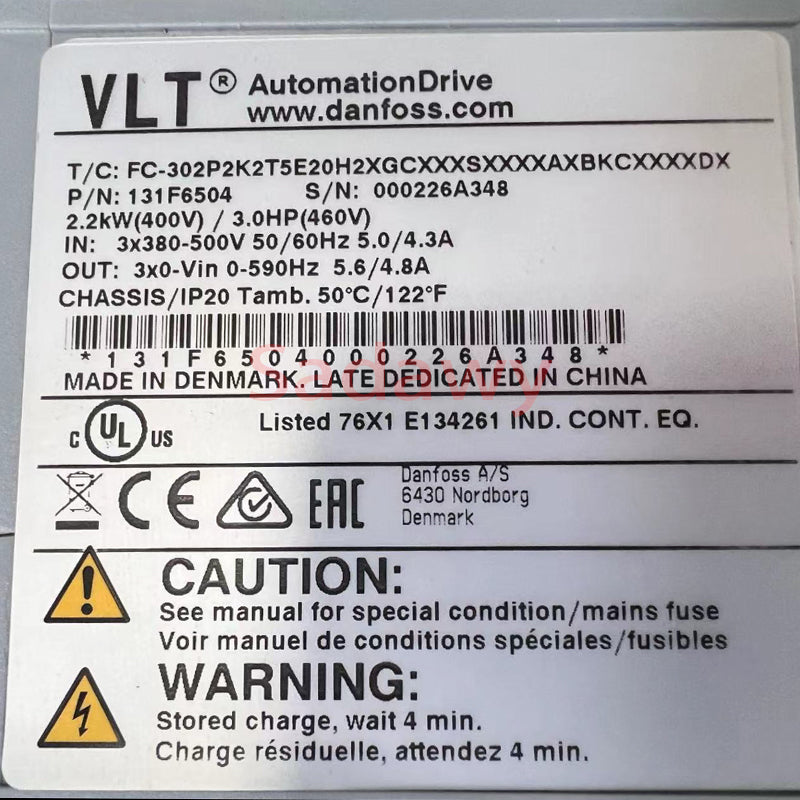 VLT® AutomationDrive
www.danfoss.com
T/C: FC-302P2K2T5E20H2XGCXXXSXXXXAXBKCXXXXDX
P/N: 131F6504 S/N: 000226A348
2.2kW(400V) / 3.0HP(460V)
IN: 3x380-500V 50/60Hz 5.0/4.3A
OUT: 3x0-Vin 0-590Hz 5.6/4.8A
CHASSIS/IP20 Tamb. 50°C/122°F
*131F6504000226A348*
Sadawy
MADE IN DENMARK. LATE DEDICATED IN CHINA
C UL US Listed 76X1 E134261 IND. CONT. EQ.
CE EAC
Danfoss A/S
6430 Nordborg
Denmark
CAUTION:
See manual for special condition/mains fuse
Voir manuel de conditions spéciales/fusibles
WARNING:
Stored charge, wait 4 min.
Charge résiduelle, attendez 4 min.